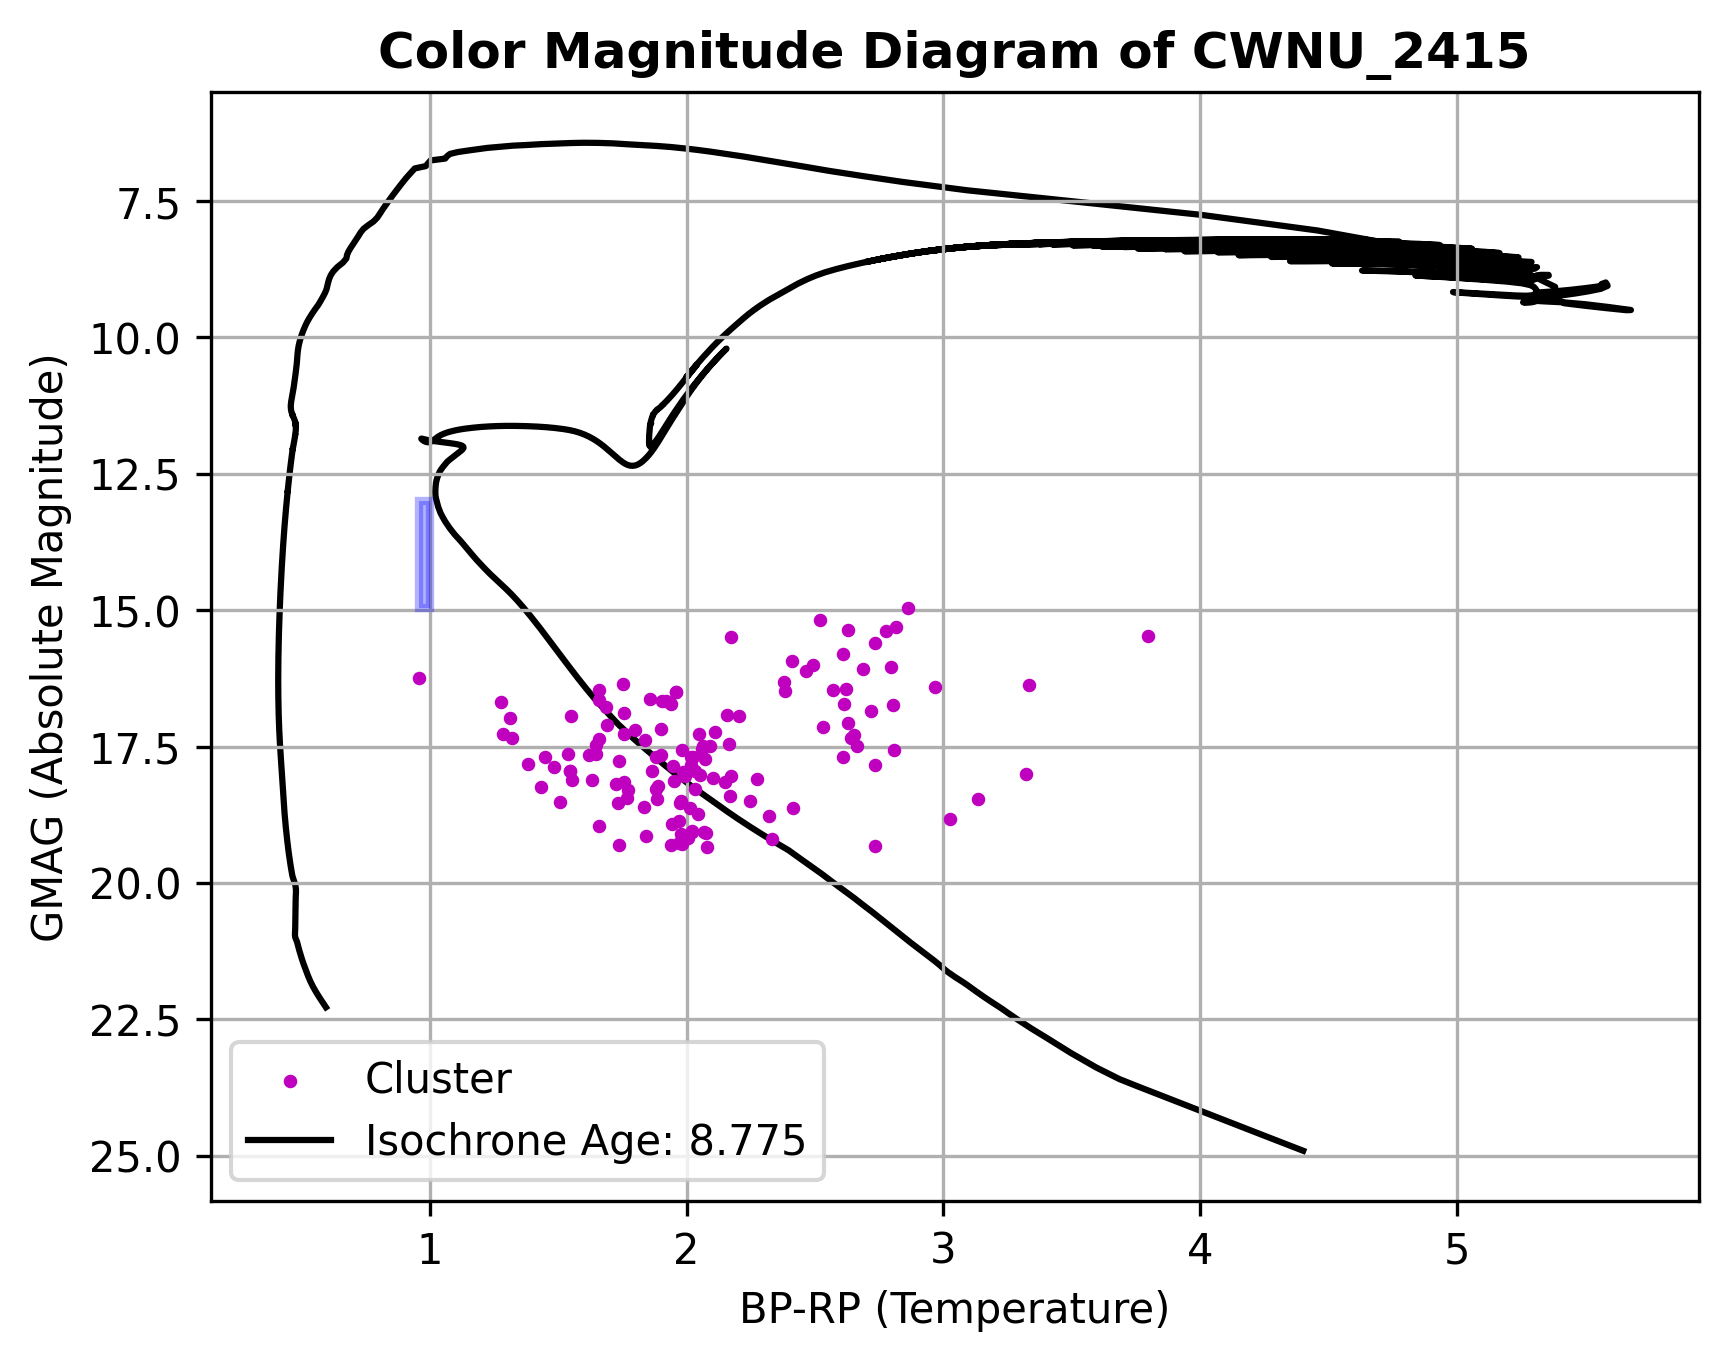 Color Magnitude Diagram of CWNU_2415
GMAG (Absolute Magnitude)
7.5
10.0
12.5
15.0
17.5
20.0
22.5
25.0
Cluster
Isochrone Age: 8.775
1
2
3
4
5
BP-RP (Temperature)